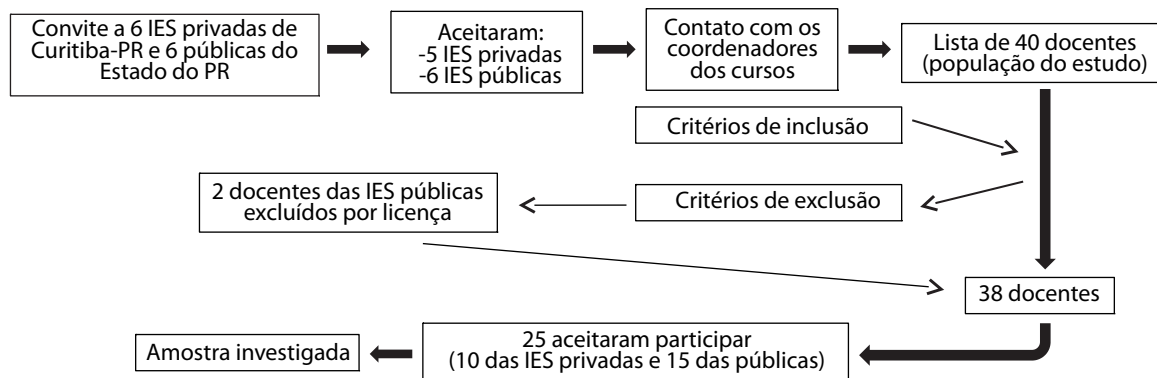 Convite a 6 IES privadas de
Curitiba-PR e 6 públicas do
Estado do PR
Aceitaram:
-5 IES privadas
-6 IES públicas
Contato com os
coordenadores
dos cursos
Lista de 40 docentes
(população do estudo)
Critérios de inclusão
Critérios de exclusão
2 docentes das IES públicas
excluídos por licença
38 docentes
25 aceitaram participar
(10 das IES privadas e 15 das públicas)
Amostra investigada